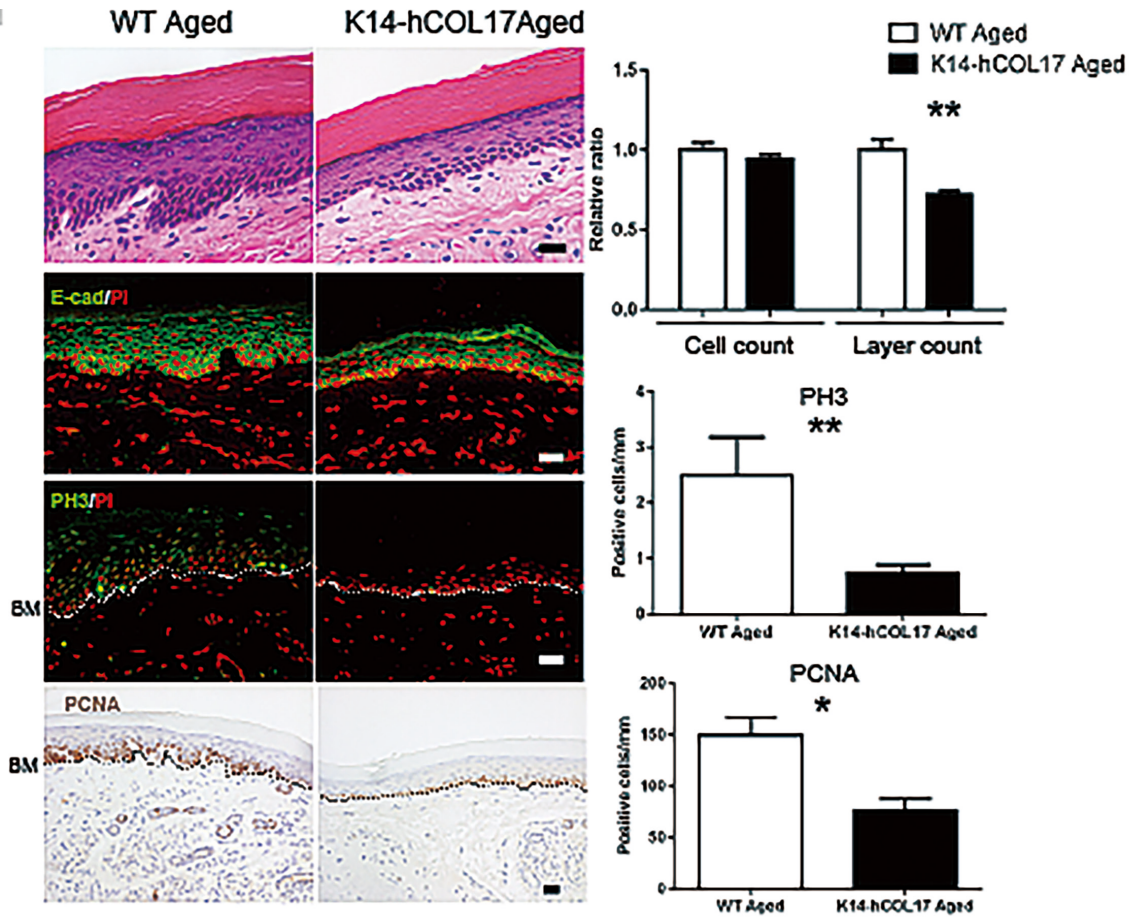 WT Aged
K14-hCOL17Aged
E-cad/PI
PH3/PI
BM
PCNA
BM
WT Aged
K14-hCOL17 Aged
1.5
**
1.0
0.5
0.0
Relative ratio
Cell count
Layer count
PH3
**
4
3
2
1
0
Positive cells/mm
WT Aged
K14-hCOL17 Aged
PCNA
*
200
150
100
50
0
Positive cells/mm
WT Aged
K14-hCOL17 Aged